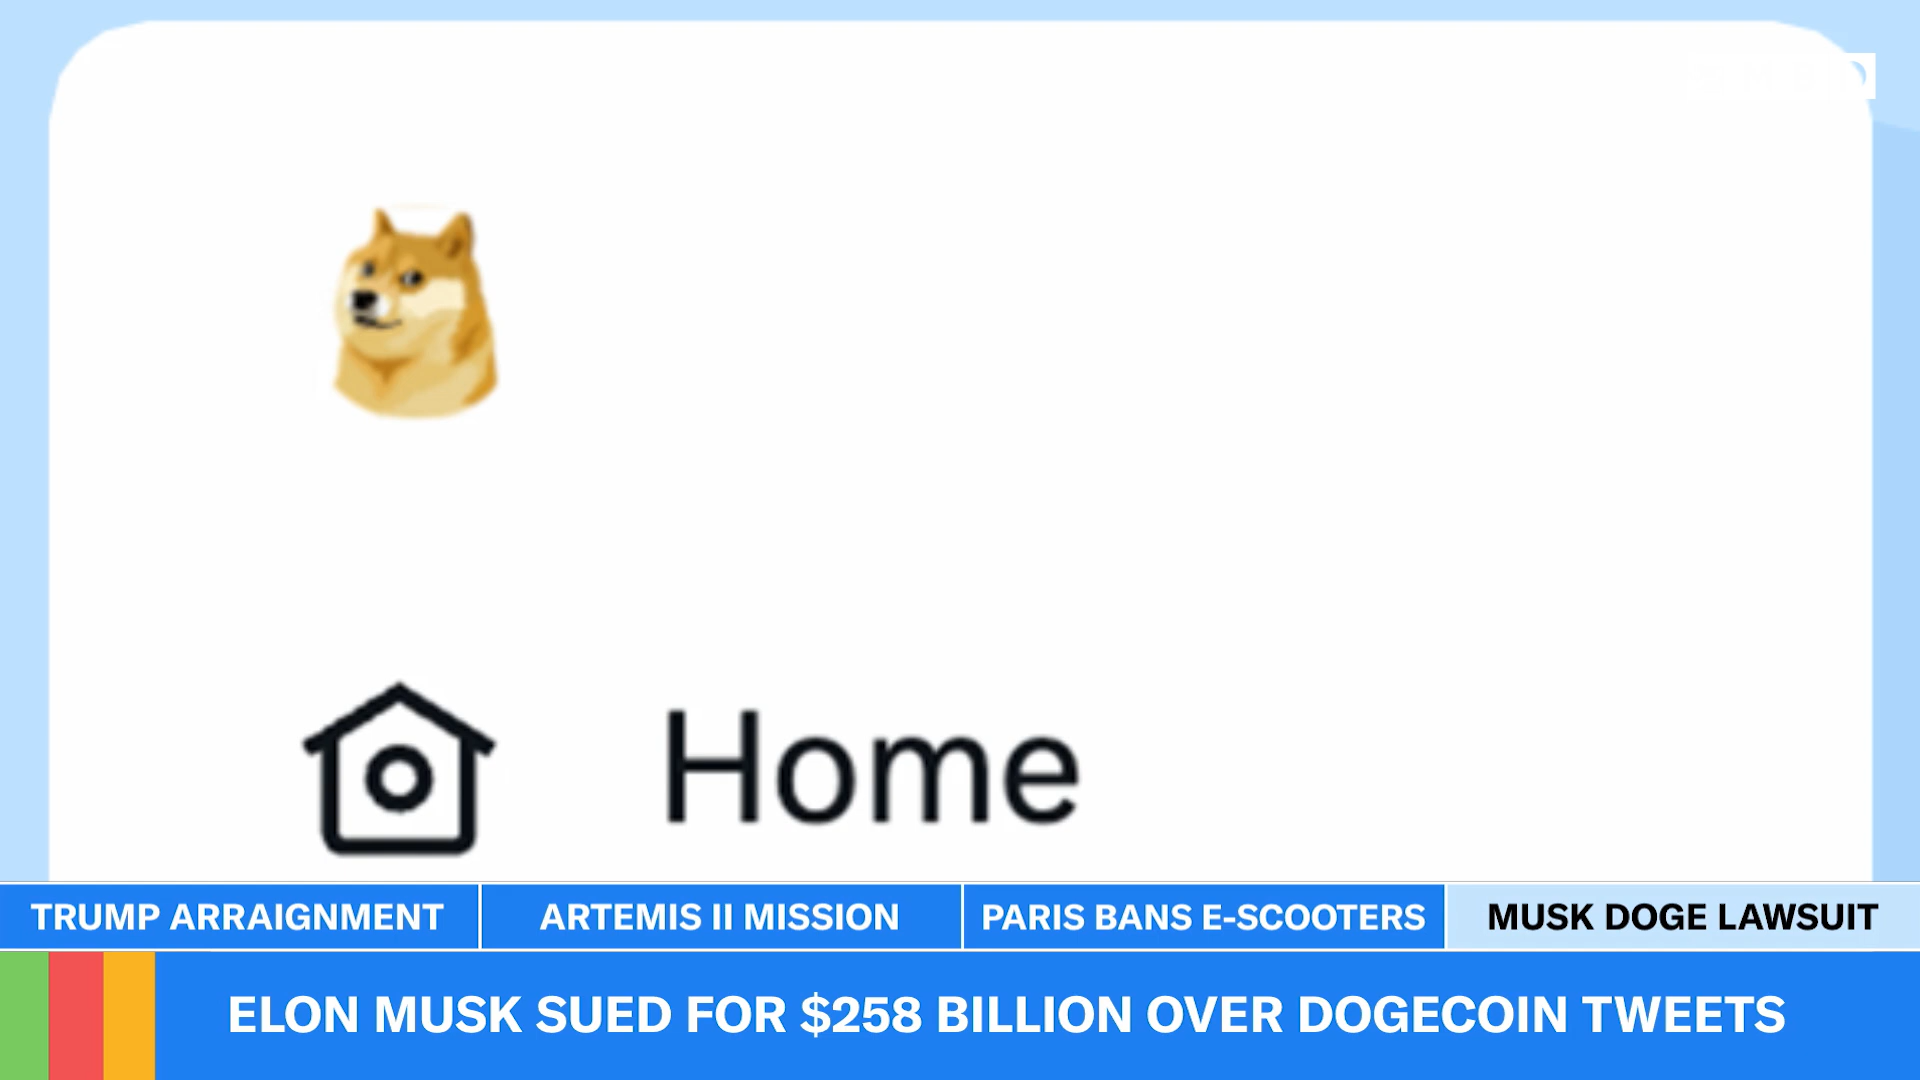 Home
TRUMP ARRAIGNMENT
ARTEMIS II MISSION
PARIS BANS E-SCOOTERS
MUSK DOGE LAWSUIT
ELON MUSK SUED FOR $258 BILLION OVER DOGECOIN TWEETS